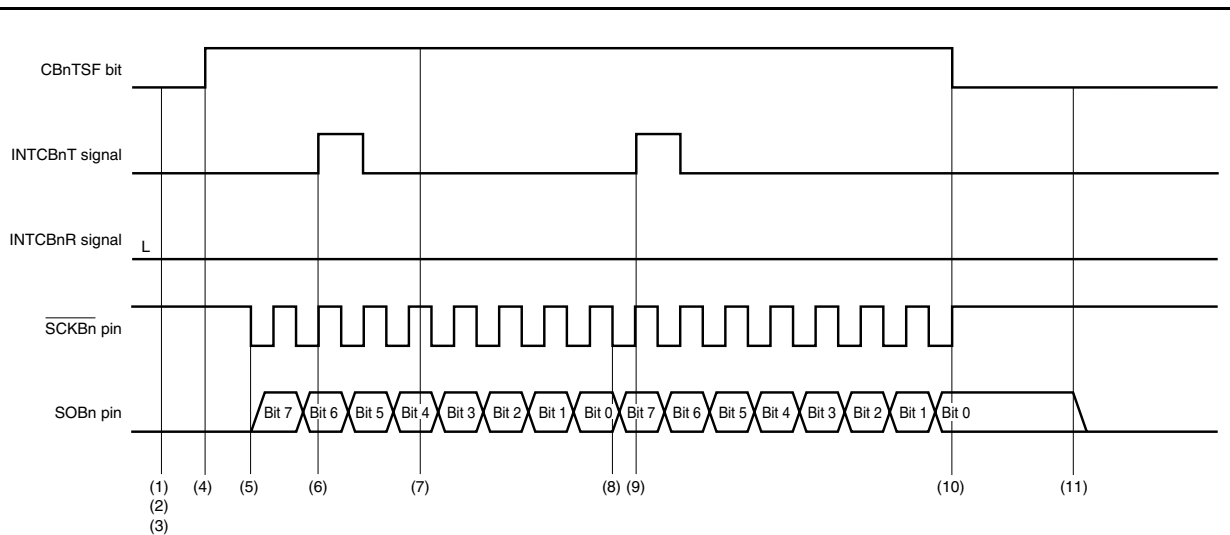 CBnTSF bit
INTCBnT signal
INTCBnR signal L
SCKBn pin
SOBn pin Bit 7 Bit 6 Bit 5 Bit 4 Bit 3 Bit 2 Bit 1 Bit 0 Bit 7 Bit 6 Bit 5 Bit 4 Bit 3 Bit 2 Bit 1 Bit 0
(1) (4) (5) (6) (7) (8) (9) (10) (11)
(2)
(3)